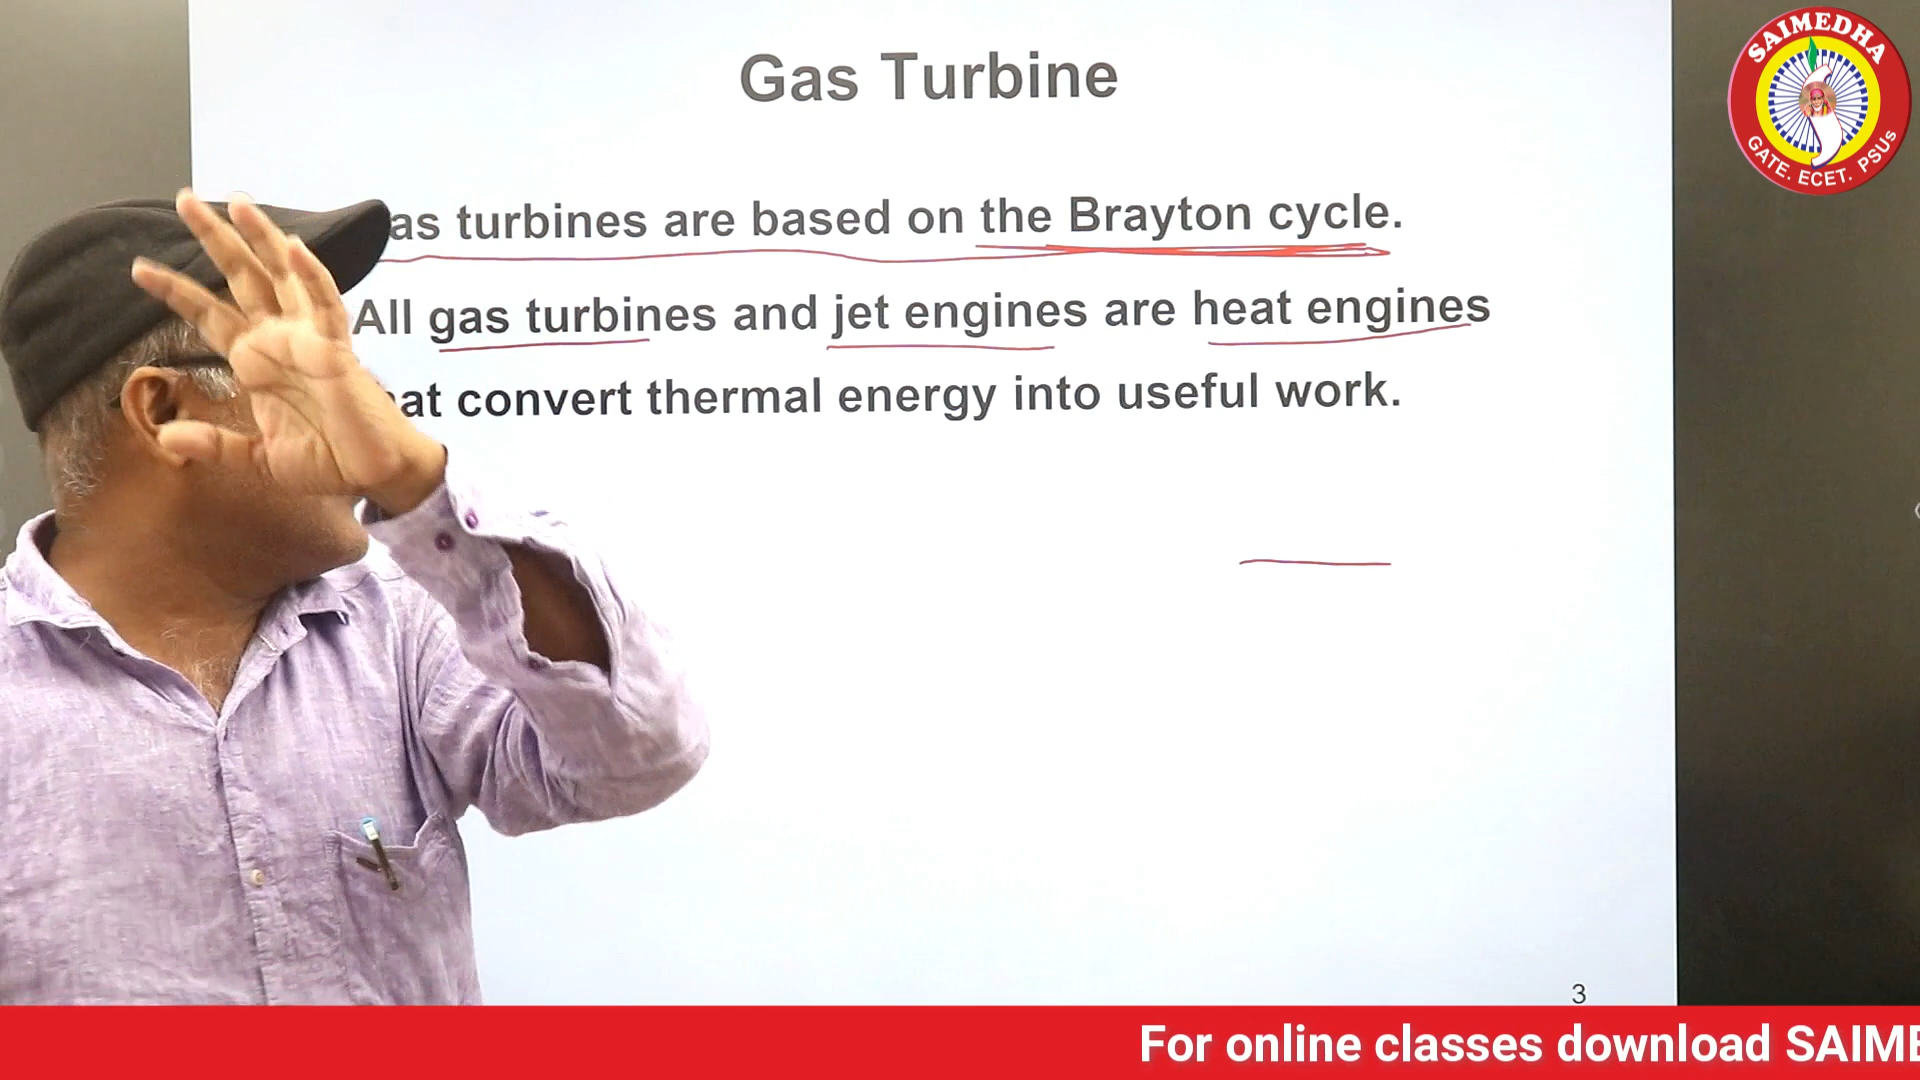 Gas Turbine
as turbines are based on the Brayton cycle.
All gas turbines and jet engines are heat engines
at convert thermal energy into useful work.
3
SAIMEDHA
GATE. ECET. PSUs
For online classes download SAIME